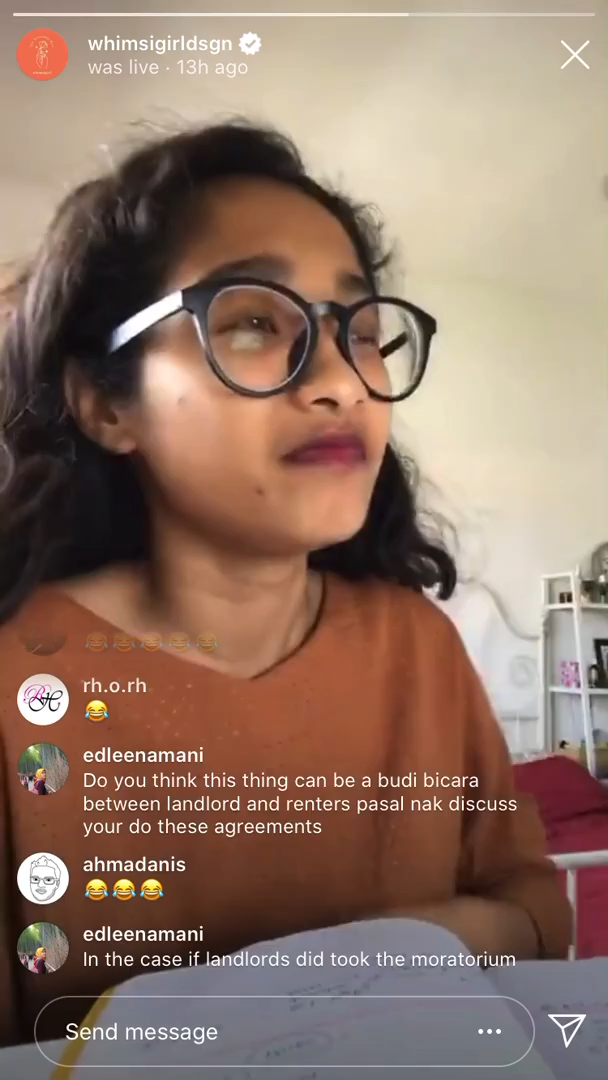 whimsigirldsgn
was live · 13h ago
😂😂😂😂😂
rh.o.rh
😂
edleenamani
Do you think this thing can be a budi bicara
between landlord and renters pasal nak discuss
your do these agreements
ahmadanis
😂😂😂
edleenamani
In the case if landlords did took the moratorium
Send message